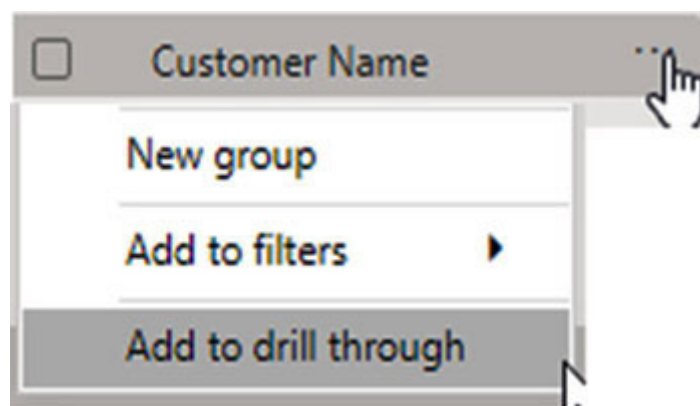 Customer Name ...
New group
Add to filters
Add to drill through